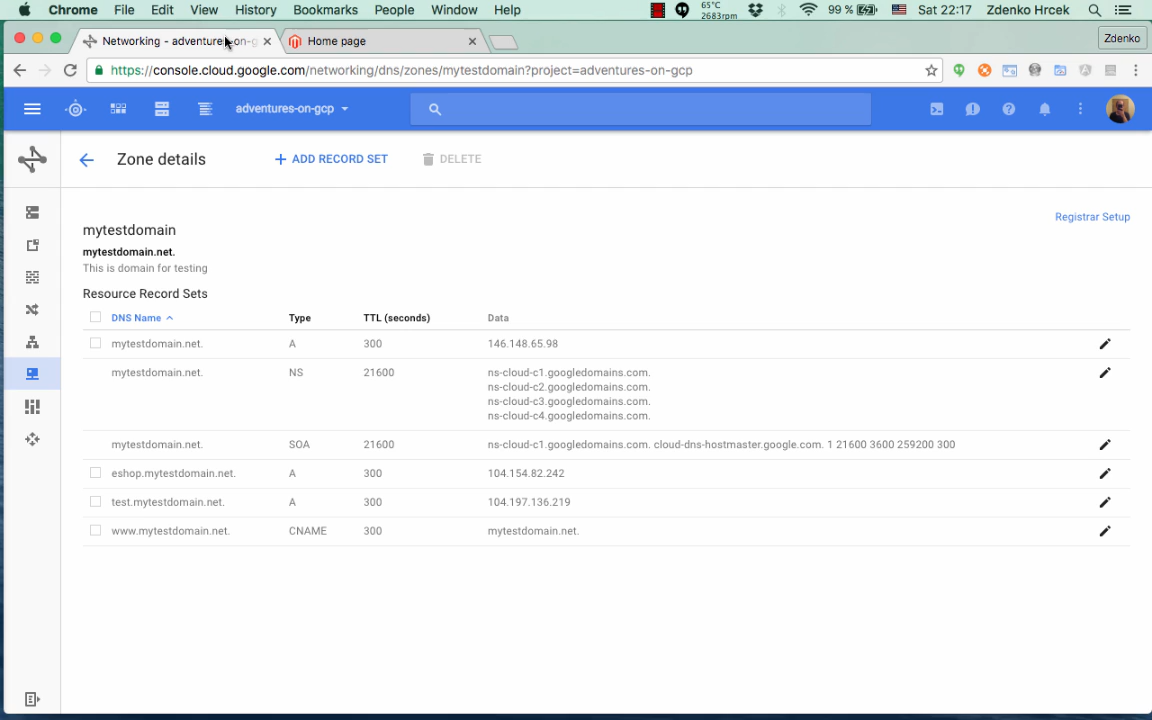 Chrome File Edit View History Bookmarks People Window Help 65°C 2683rpm 99 % Sat 22:17 Zdenko Hrcek
Networking - adventures-on-g Home page Zdenko
https://console.cloud.google.com/networking/dns/zones/mytestdomain?project=adventures-on-gcp
adventures-on-gcp
Zone details ADD RECORD SET DELETE
Registrar Setup
mytestdomain
mytestdomain.net.
This is domain for testing
Resource Record Sets
DNS Name Type TTL (seconds) Data
mytestdomain.net. A 300 146.148.65.98
mytestdomain.net. NS 21600 ns-cloud-c1.googledomains.com.
ns-cloud-c2.googledomains.com.
ns-cloud-c3.googledomains.com.
ns-cloud-c4.googledomains.com.
mytestdomain.net. SOA 21600 ns-cloud-c1.googledomains.com. cloud-dns-hostmaster.google.com. 1 21600 3600 259200 300
eshop.mytestdomain.net. A 300 104.154.82.242
test.mytestdomain.net. A 300 104.197.136.219
www.mytestdomain.net. CNAME 300 mytestdomain.net.